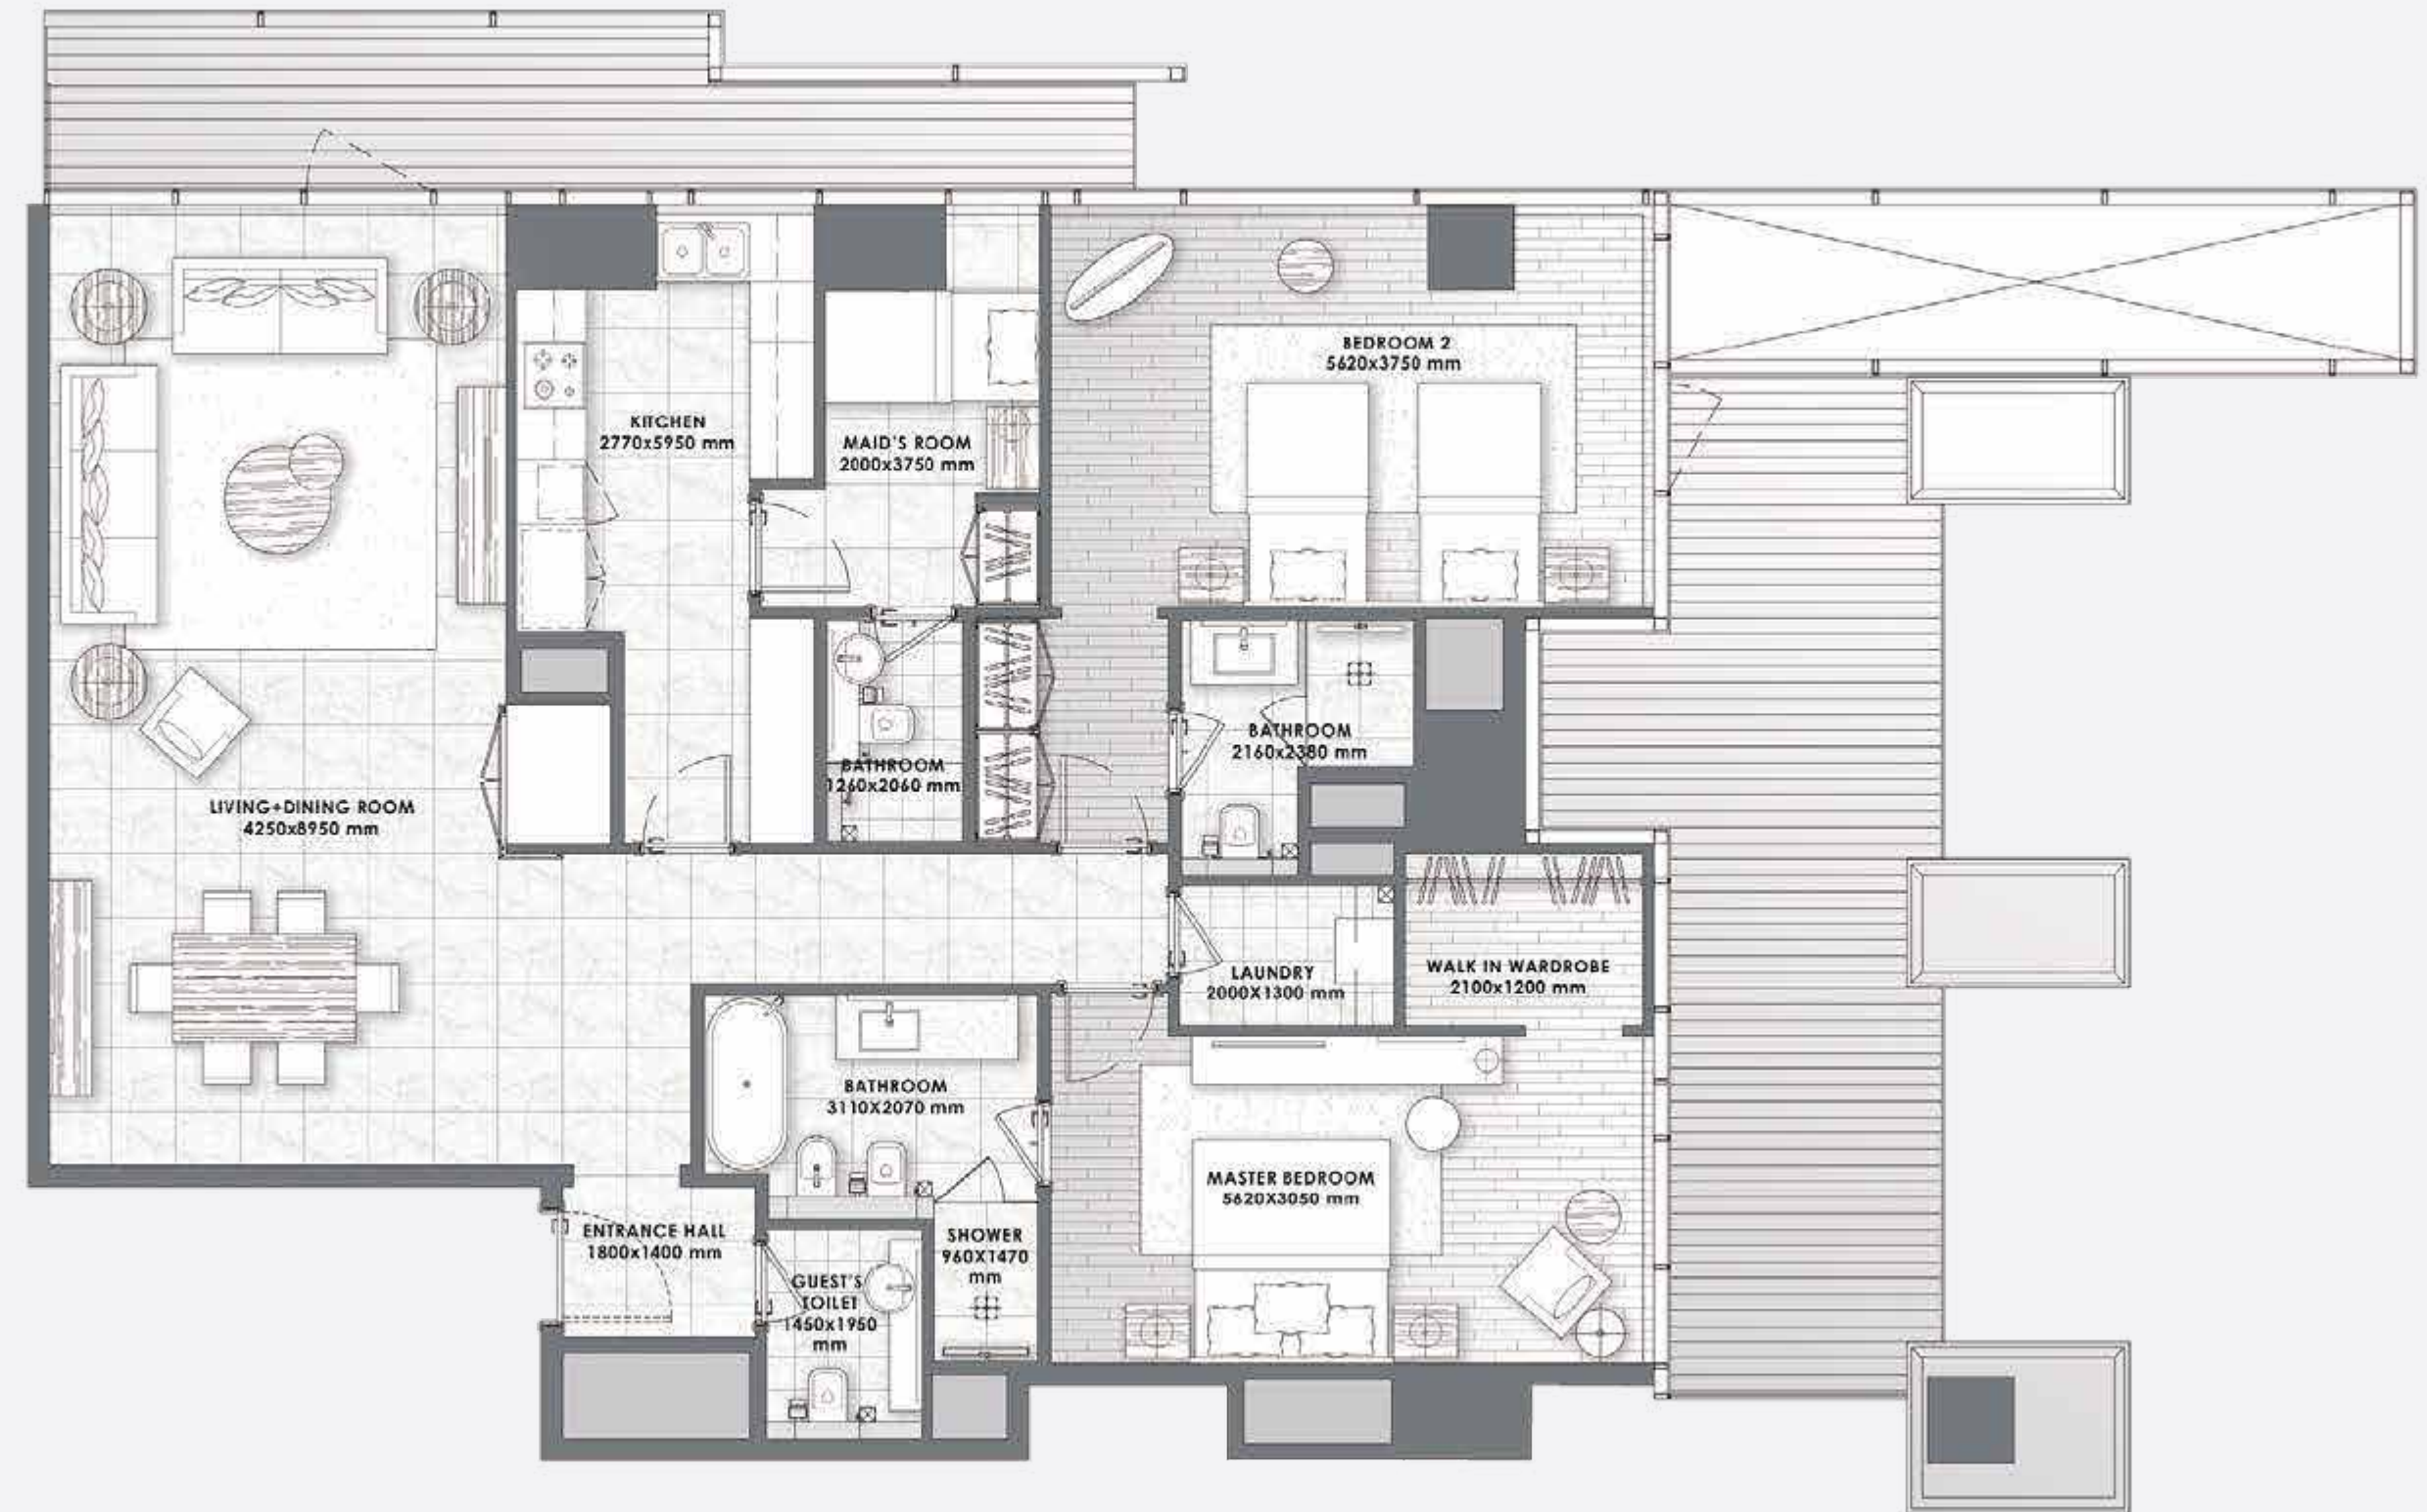 BEDROOM 2
5620x3750 mm
KITCHEN
2770x5950 mm
MAID'S ROOM
2000x3750 mm
BATHROOM
2160x2380 mm
BATHROOM
1260x2060 mm
LIVING+DINING ROOM
4250x8950 mm
LAUNDRY
2000X1300 mm
WALK IN WARDROBE
2100x1200 mm
BATHROOM
3110X2070 mm
MASTER BEDROOM
5620X3050 mm
ENTRANCE HALL
1800x1400 mm
SHOWER
960X1470
mm
GUEST'S
TOILET
1450x1950
mm